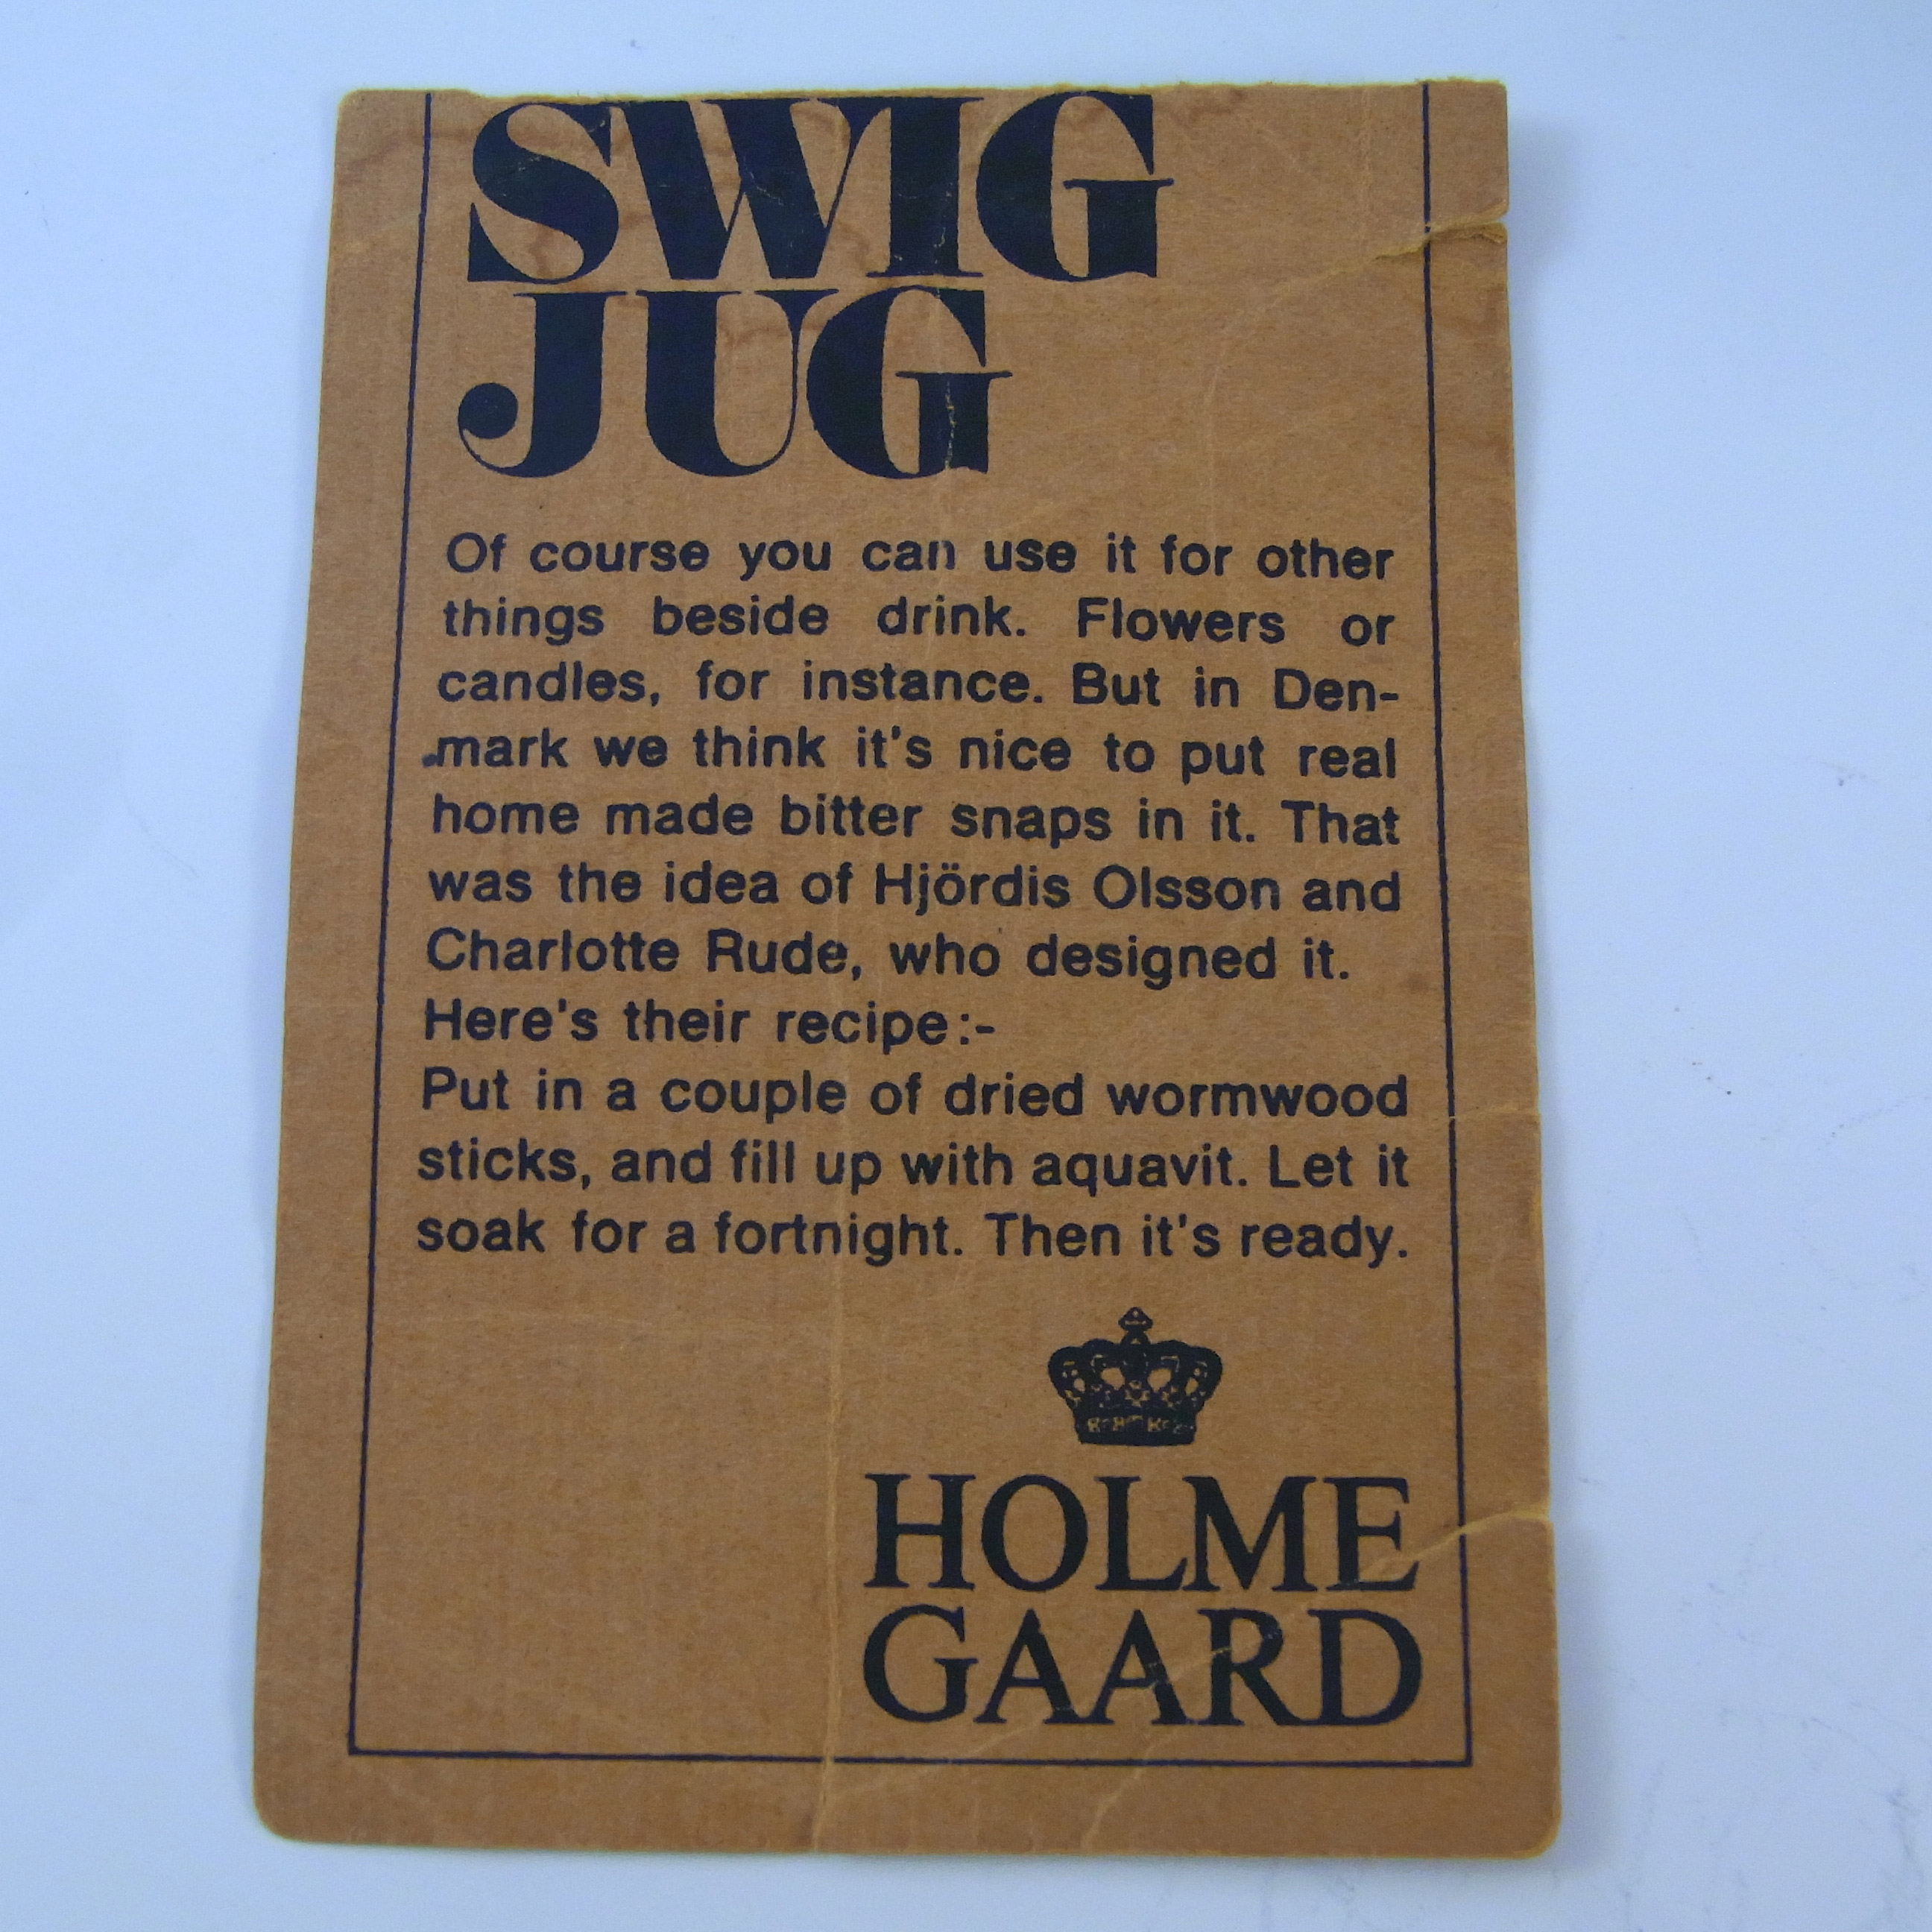 SWIG
JUG
Of course you can use it for other
things beside drink. Flowers or
candles, for instance. But in Den-
mark we think it's nice to put real
home made bitter snaps in it. That
was the idea of Hjördis Olsson and
Charlotte Rude, who designed it.
Here's their recipe:-
Put in a couple of dried wormwood
sticks, and fill up with aquavit. Let it
soak for a fortnight. Then it's ready.
HOLME
GAARD